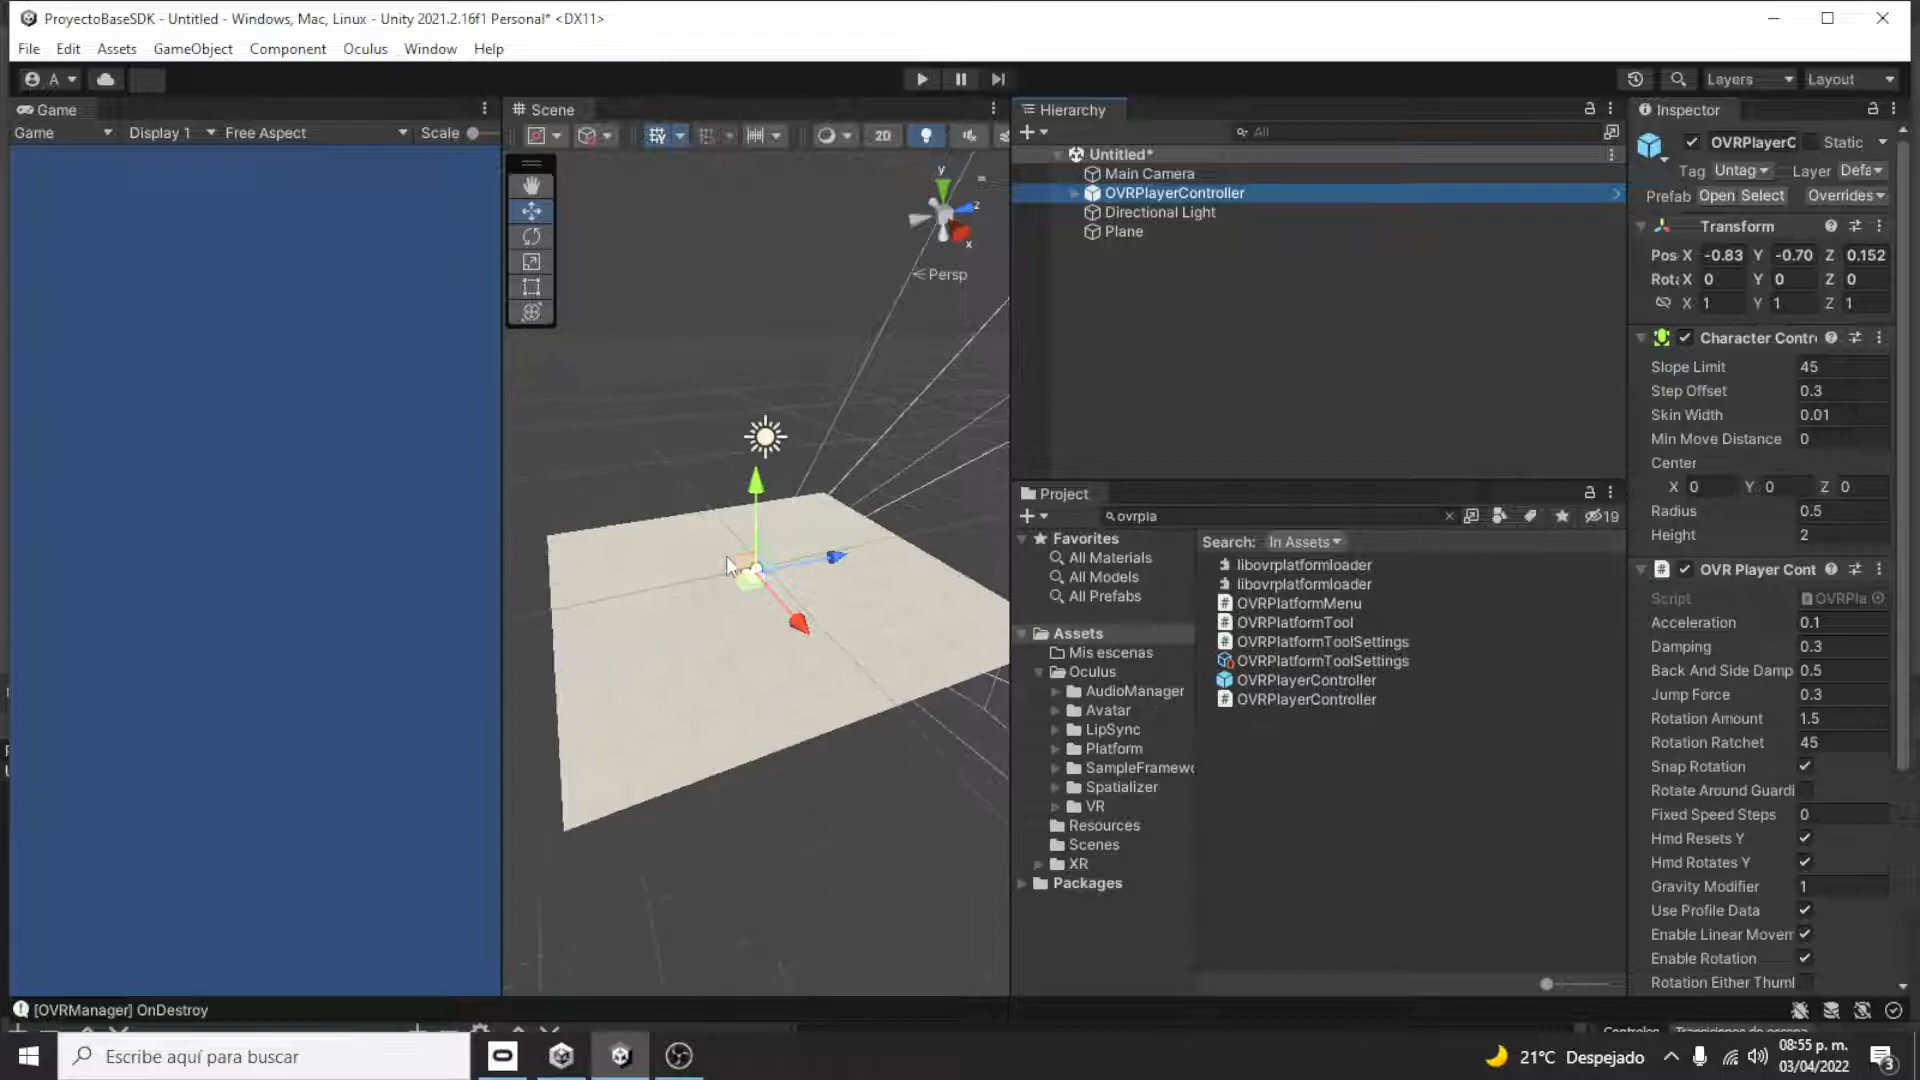 ProyectoBaseSDK - Untitled - Windows, Mac, Linux - Unity 2021.2.16f1 Personal* <DX11>
File Edit Assets GameObject Component Oculus Window Help
A Layers Layout
Game
Game Display 1 Free Aspect Scale
Scene
2D
y
z
x
Persp
Hierarchy
All
Untitled*
Main Camera
OVRPlayerController
Directional Light
Plane
Project
ovrpla
19
Favorites
All Materials
All Models
All Prefabs
Assets
Mis escenas
Oculus
AudioManager
Avatar
LipSync
Platform
SampleFramewo
Spatializer
VR
Resources
Scenes
XR
Packages
Search: In Assets
libovrplatformloader
libovrplatformloader
OVRPlatformMenu
OVRPlatformTool
OVRPlatformToolSettings
OVRPlatformToolSettings
OVRPlayerController
OVRPlayerController
Inspector
OVRPlayerC Static
Tag Untag Layer Defa
Prefab Open Select Overrides
Transform
Pos X -0.83 Y -0.70 Z 0.152
Rota X 0 Y 0 Z 0
X 1 Y 1 Z 1
Character Contr
Slope Limit 45
Step Offset 0.3
Skin Width 0.01
Min Move Distance 0
Center
X 0 Y 0 Z 0
Radius 0.5
Height 2
OVR Player Cont
Script OVRPla
Acceleration 0.1
Damping 0.3
Back And Side Damp 0.5
Jump Force 0.3
Rotation Amount 1.5
Rotation Ratchet 45
Snap Rotation
Rotate Around Guardi
Fixed Speed Steps 0
Hmd Resets Y
Hmd Rotates Y
Gravity Modifier 1
Use Profile Data
Enable Linear Movem
Enable Rotation
Rotation Either Thuml
[OVRManager] OnDestroy
Escribe aquí para buscar
21°C Despejado
08:55 p. m.
03/04/2022
3